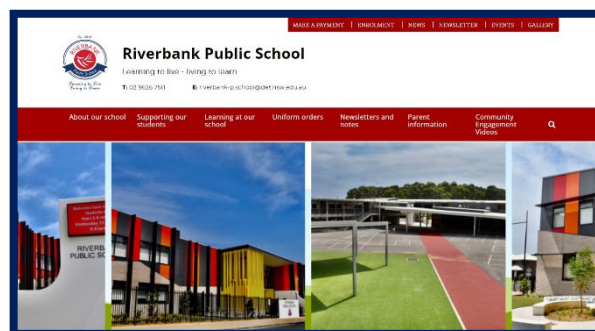 MAKE A PAYMENT | ENROLMENT | NEWS | NEWSLETTER | EVENTS | GALLERY
RIVERBANK
Riverbank Public School
Learning to live - living to learn
T: 02 9626 7511 E: riverbank-p.school@det.nsw.edu.au
About our school
Supporting our students
Learning at our school
Uniform orders
Newsletters and notes
Parent information
Community Engagement Videos
RIVERB
PUBLIC SC